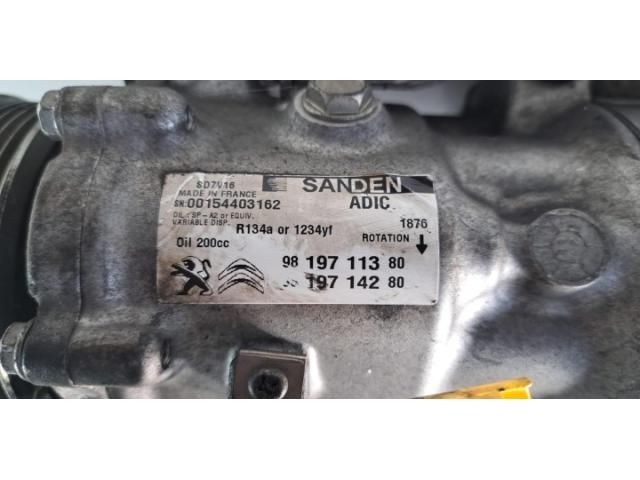 SD7V16 SANDEN
MADE IN FRANCE
SN:00154403162 ADIC
OIL : SP-A2 or EQUIV.
VARIABLE DISP. R134a or 1234yf 1876
Oil 200cc ROTATION ↓
98 197 113 80
197 142 80